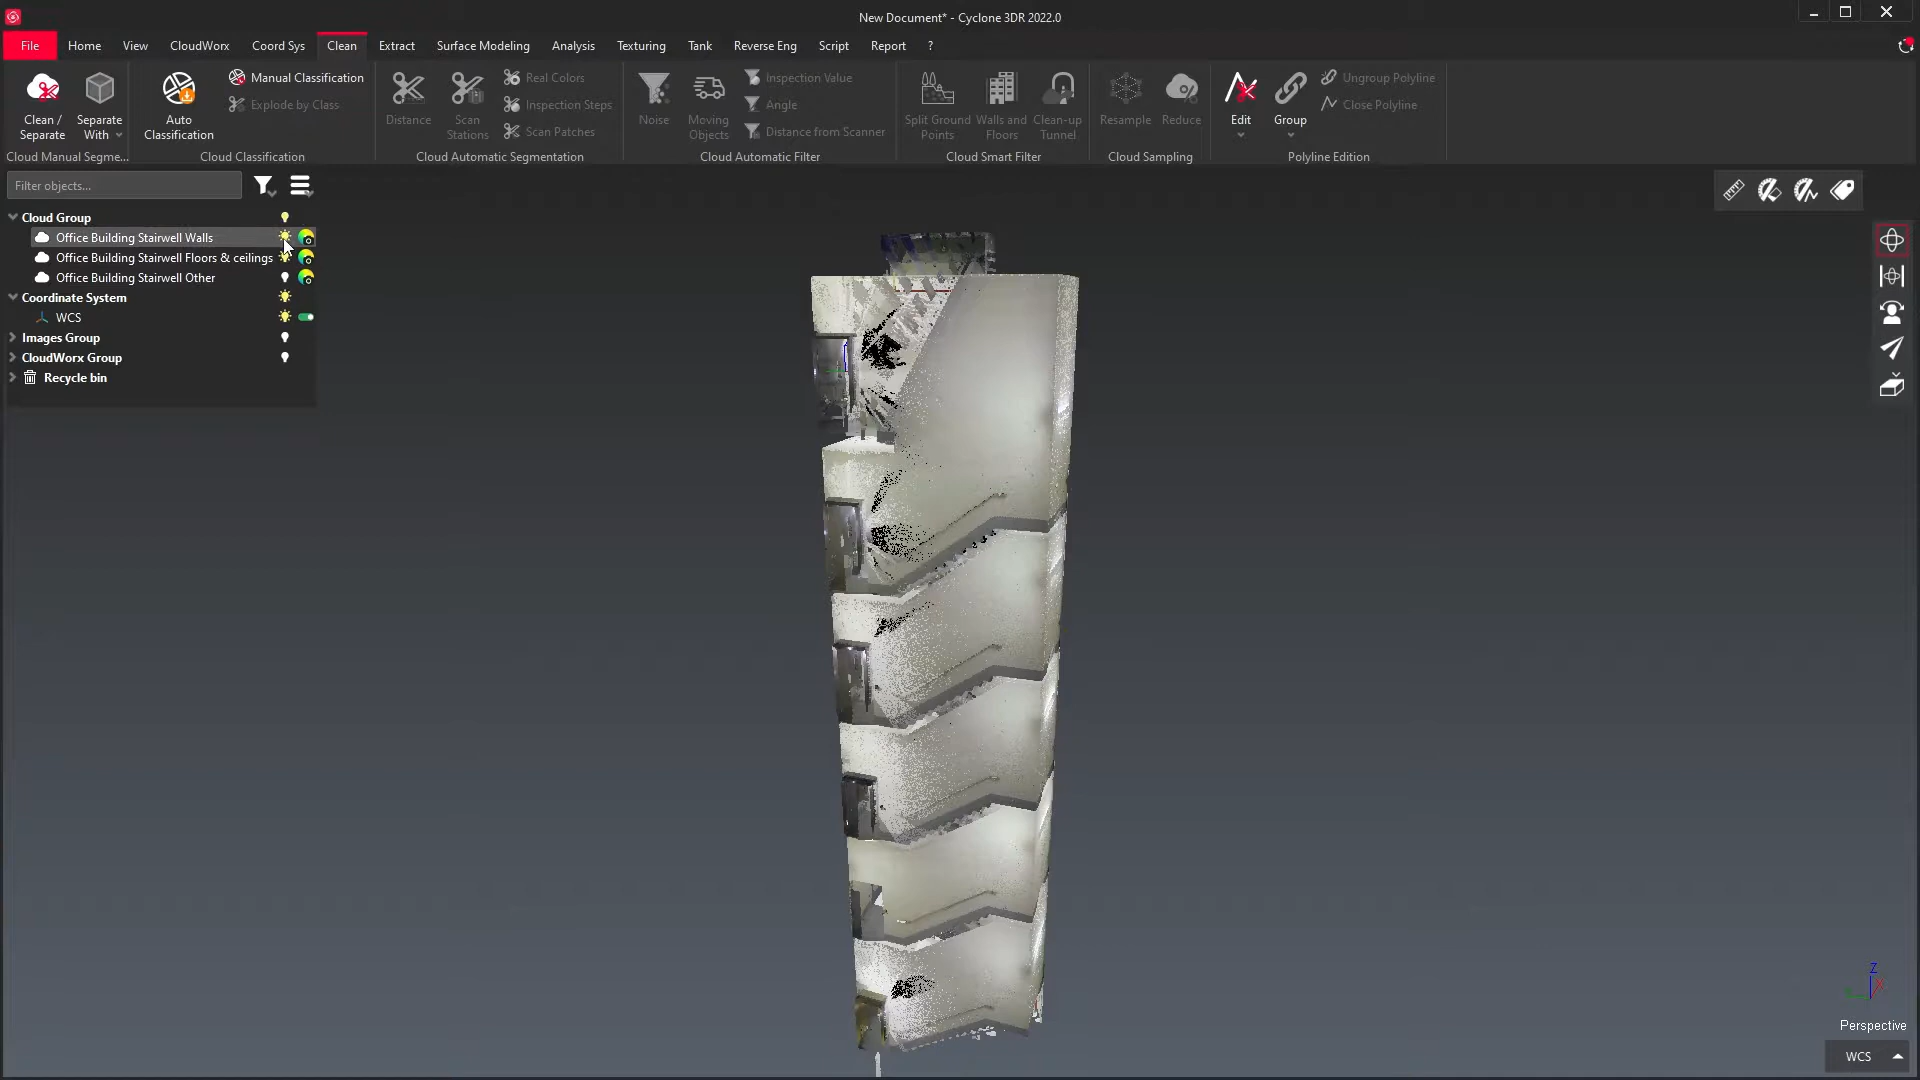 New Document* - Cyclone 3DR 2022.0
File Home View CloudWorx Coord Sys Clean Extract Surface Modeling Analysis Texturing Tank Reverse Eng Script Report ?
Clean / Separate
Separate With
Auto Classification
Manual Classification
Explode by Class
Distance
Scan Stations
Real Colors
Inspection Steps
Scan Patches
Noise
Moving Objects
Inspection Value
Angle
Distance from Scanner
Split Ground Points
Walls and Floors
Clean-up Tunnel
Resample
Reduce
Edit
Group
Ungroup Polyline
Close Polyline
Cloud Manual Segme... Cloud Classification Cloud Automatic Segmentation Cloud Automatic Filter Cloud Smart Filter Cloud Sampling Polyline Edition
Filter objects...
Cloud Group
Office Building Stairwell Walls
Office Building Stairwell Floors & ceilings
Office Building Stairwell Other
Coordinate System
WCS
Images Group
CloudWorx Group
Recycle bin
Z
X
Perspective
WCS